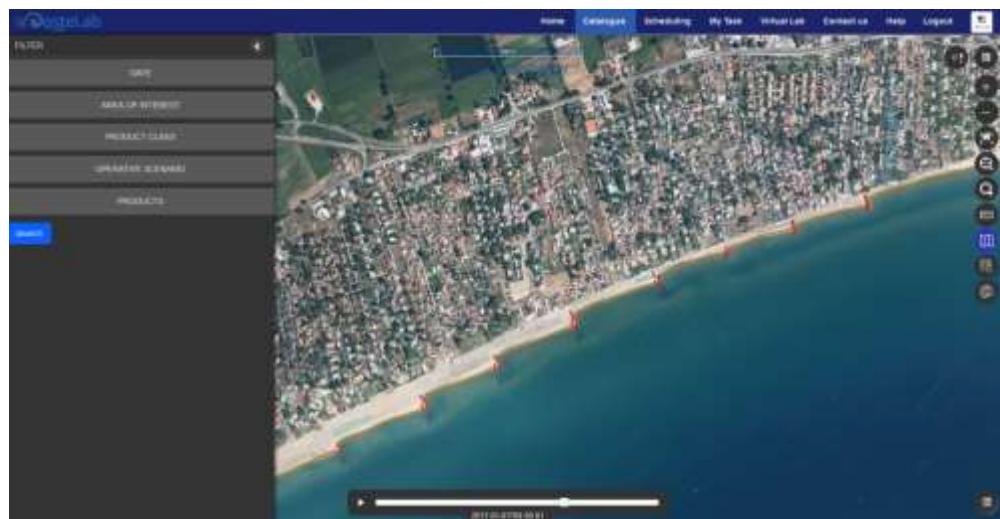 Home Catalogue Scheduling My Task Virtual Lab Contact us Help Logout
FILTER
DATE
AREA OF INTEREST
PRODUCT CLASS
OPERATIVE SCENARIO
PRODUCTS
SEARCH